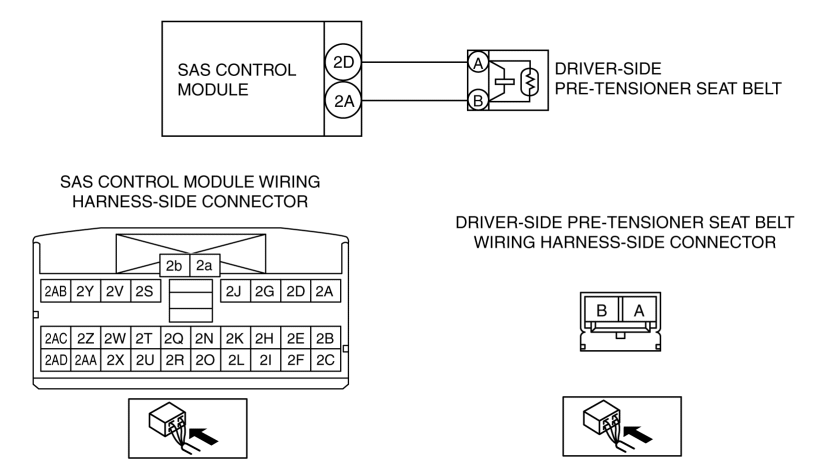 SAS CONTROL
MODULE
2D
2A
A
B
DRIVER-SIDE
PRE-TENSIONER SEAT BELT
SAS CONTROL MODULE WIRING
HARNESS-SIDE CONNECTOR
2b 2a
2AB 2Y 2V 2S 2J 2G 2D 2A
2AC 2Z 2W 2T 2Q 2N 2K 2H 2E 2B
2AD 2AA 2X 2U 2R 2O 2L 2I 2F 2C
DRIVER-SIDE PRE-TENSIONER SEAT BELT
WIRING HARNESS-SIDE CONNECTOR
B A